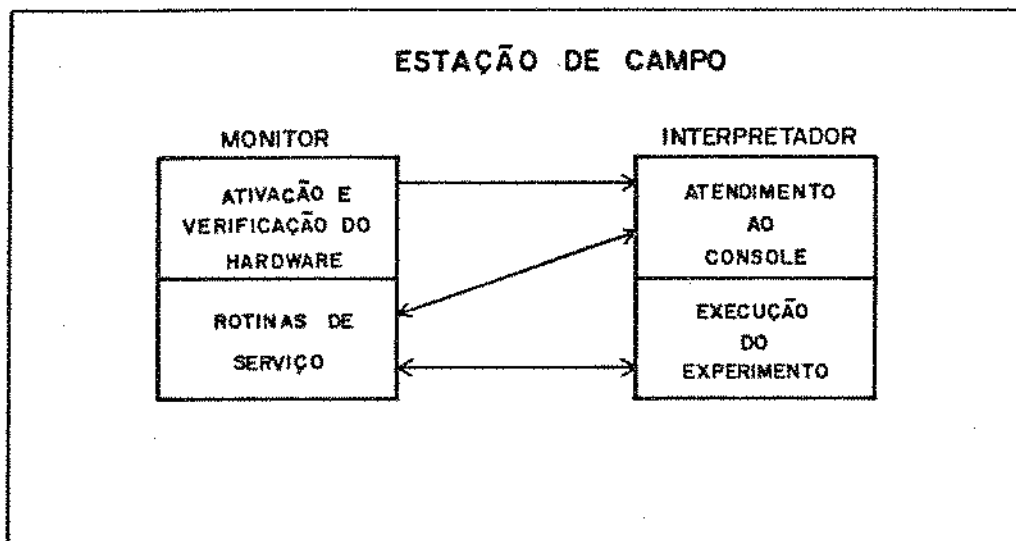 ESTAÇÃO DE CAMPO
MONITOR
ATIVAÇÃO E
VERIFICAÇÃO DO
HARDWARE
ROTINAS DE
SERVIÇO
INTERPRETADOR
ATENDIMENTO
AO
CONSOLE
EXECUÇÃO
DO
EXPERIMENTO